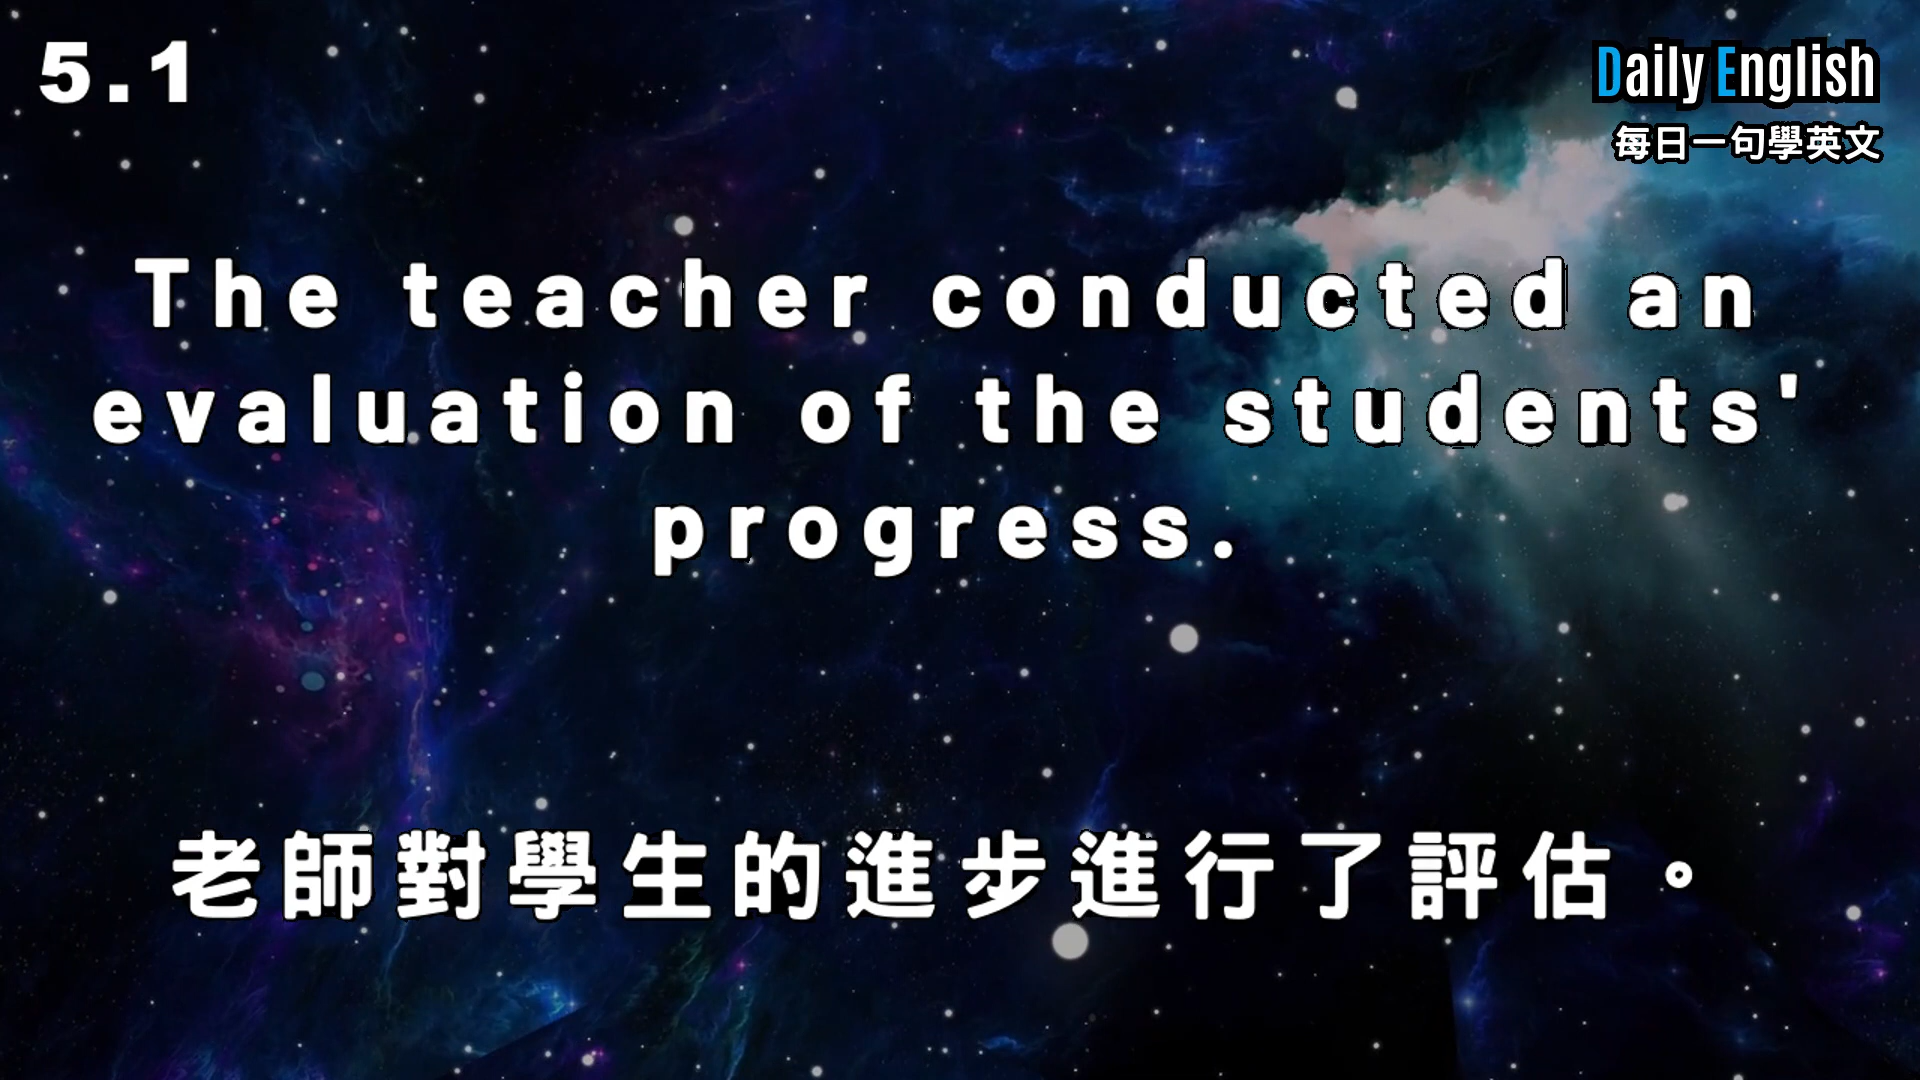 5.1
Daily English
每日一句學英文
The teacher conducted an
evaluation of the students'
progress.
老師對學生的進步進行了評估。